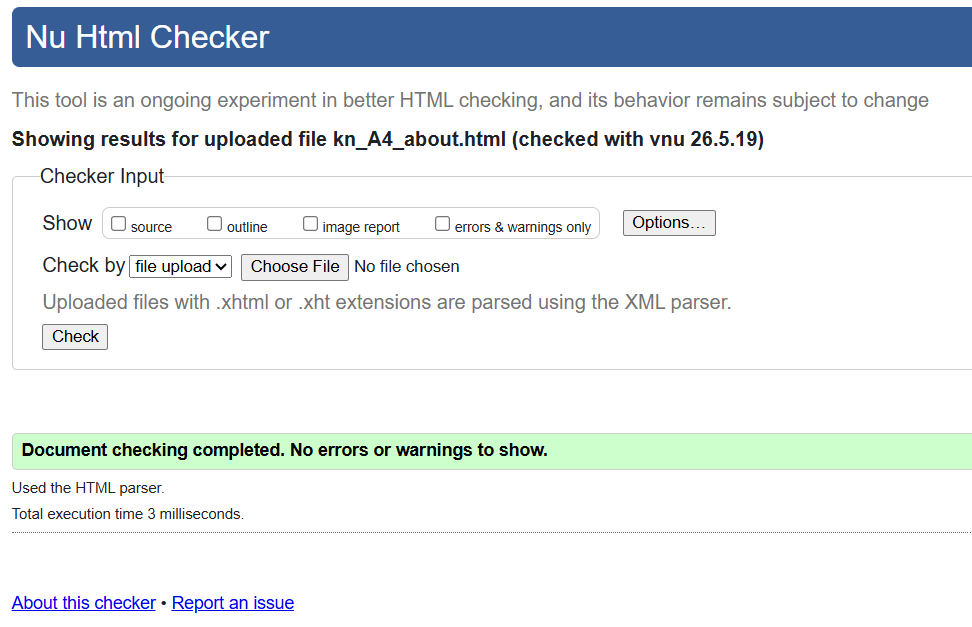 Nu Html Checker
This tool is an ongoing experiment in better HTML checking, and its behavior remains subject to change
Showing results for uploaded file kn_A4_about.html (checked with vnu 26.5.19)
Checker Input
Show source outline image report errors & warnings only Options…
Check by file upload Choose File No file chosen
Uploaded files with .xhtml or .xht extensions are parsed using the XML parser.
Check
Document checking completed. No errors or warnings to show.
Used the HTML parser.
Total execution time 3 milliseconds.
About this checker • Report an issue